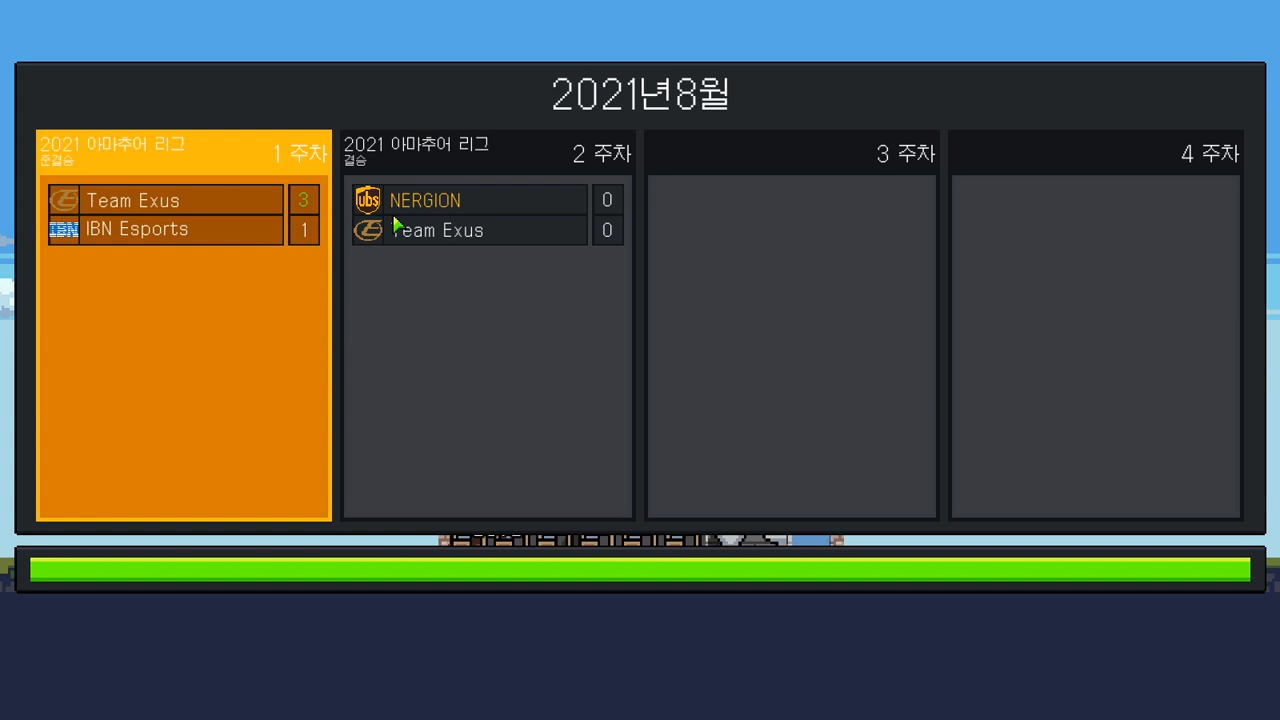 2021년8월
2021 아마추어 리그
준결승
1 주차
Team Exus 3
IBN IBN Esports 1
2021 아마추어 리그
결승
2 주차
ubs NERGION 0
Team Exus 0
3 주차
4 주차